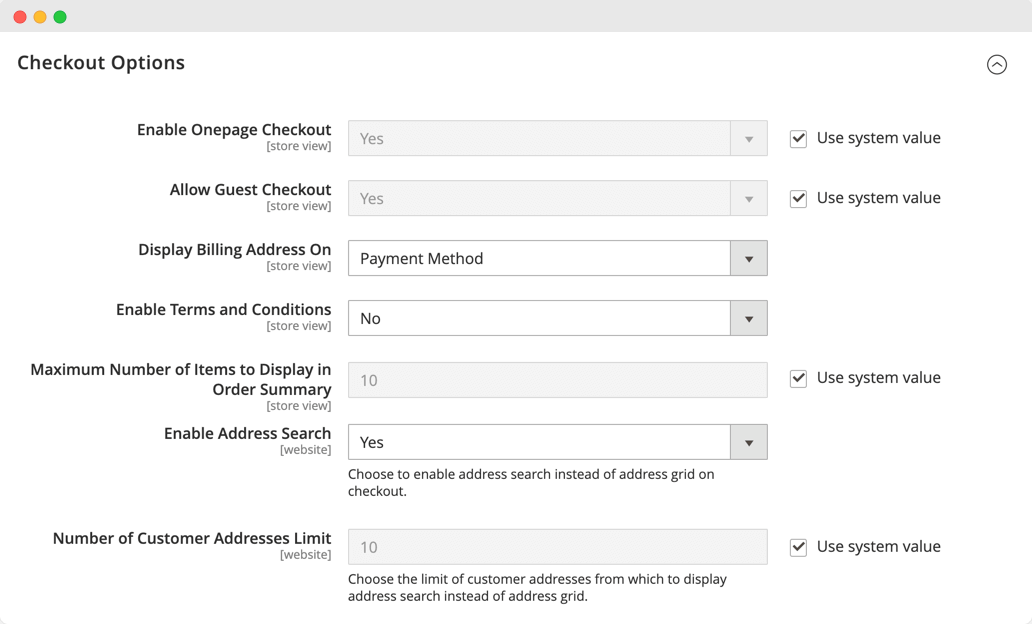 Checkout Options
Enable Onepage Checkout
[store view]
Yes
Use system value
Allow Guest Checkout
[store view]
Yes
Use system value
Display Billing Address On
[store view]
Payment Method
Enable Terms and Conditions
[store view]
No
Maximum Number of Items to Display in
Order Summary
[store view]
10
Use system value
Enable Address Search
[website]
Yes
Choose to enable address search instead of address grid on
checkout.
Number of Customer Addresses Limit
[website]
10
Use system value
Choose the limit of customer addresses from which to display
address search instead of address grid.